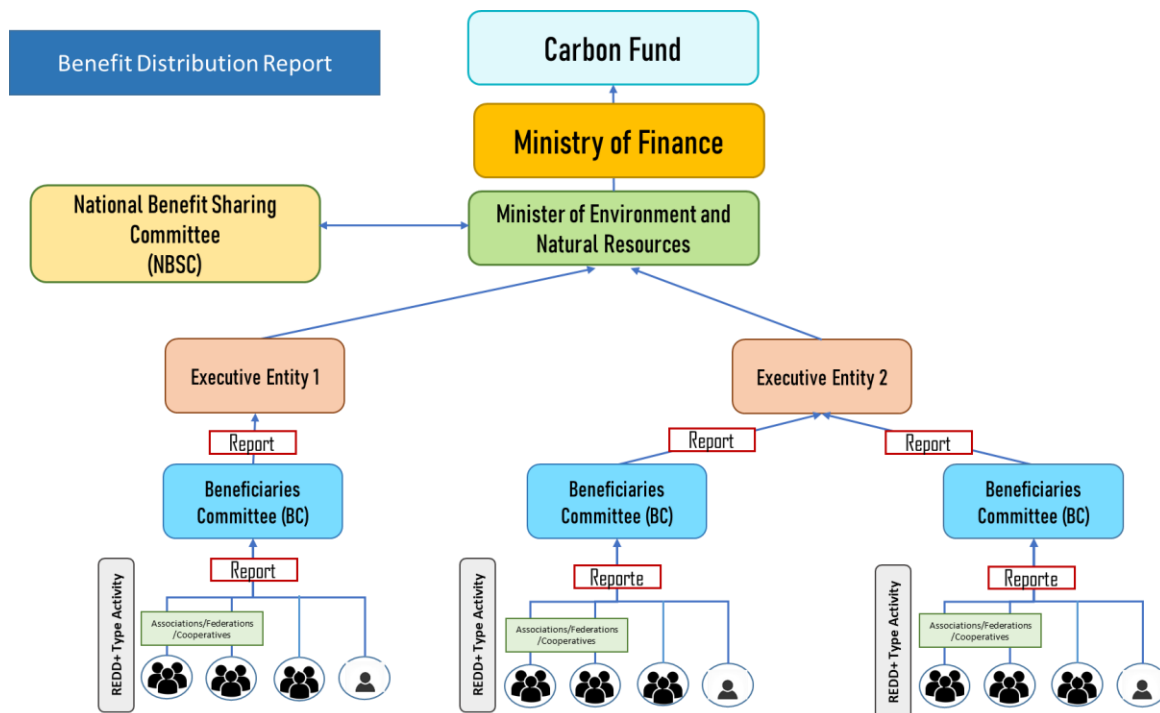 Benefit Distribution Report
Carbon Fund
Ministry of Finance
National Benefit Sharing
Committee
(NBSC)
Minister of Environment and
Natural Resources
Executive Entity 1
Executive Entity 2
Report
Report
Report
Beneficiaries
Committee (BC)
Beneficiaries
Committee (BC)
Beneficiaries
Committee (BC)
REDD+ Type Activity
Report
Associations/Federations
/Cooperatives
REDD+ Type Activity
Reporte
Associations/Federations
/Cooperatives
REDD+ Type Activity
Reporte
Associations/Federations
/Cooperatives